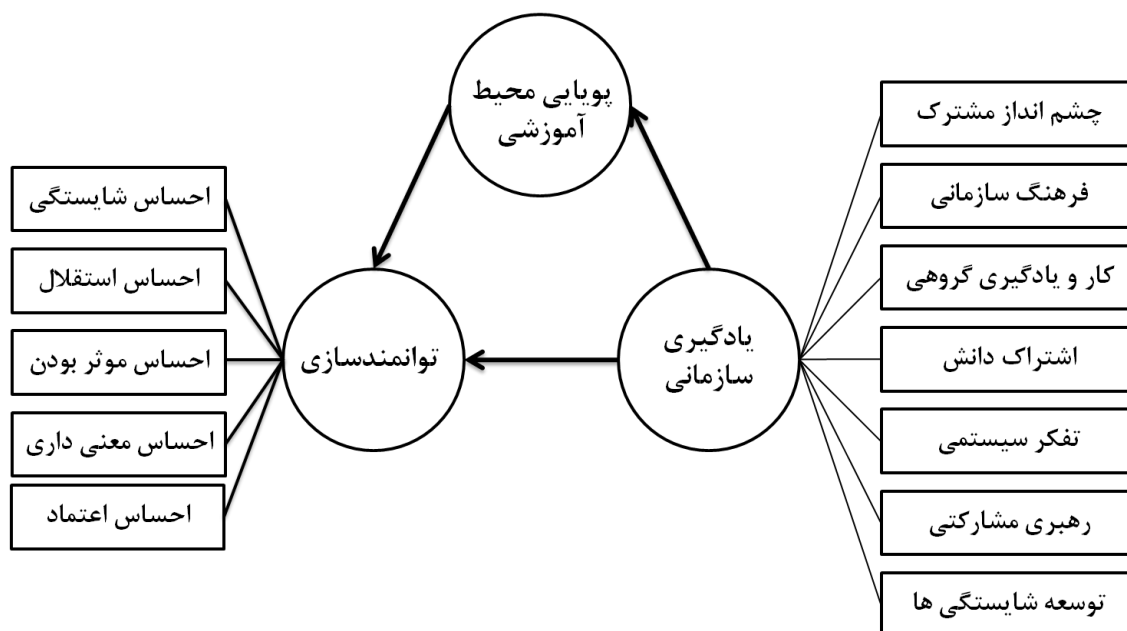 پویایی محیط
آموزشی
چشم انداز مشترک
فرهنگ سازمانی
کار و یادگیری گروهی
اشتراک دانش
تفکر سیستمی
رهبری مشارکتی
توسعه شایستگی ها
یادگیری
سازمانی
توانمندسازی
احساس شایستگی
احساس استقلال
احساس موثر بودن
احساس معنی داری
احساس اعتماد